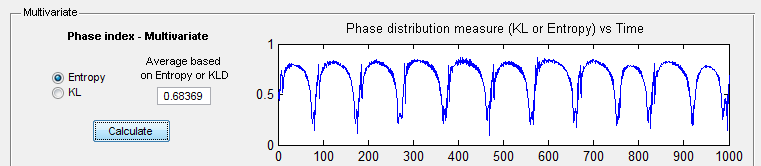 Multivariate
Phase index - Multivariate
Entropy
KL
Average based
on Entropy or KLD
0.68369
Calculate
Phase distribution measure (KL or Entropy) vs Time
1
0.5
0
0 100 200 300 400 500 600 700 800 900 1000